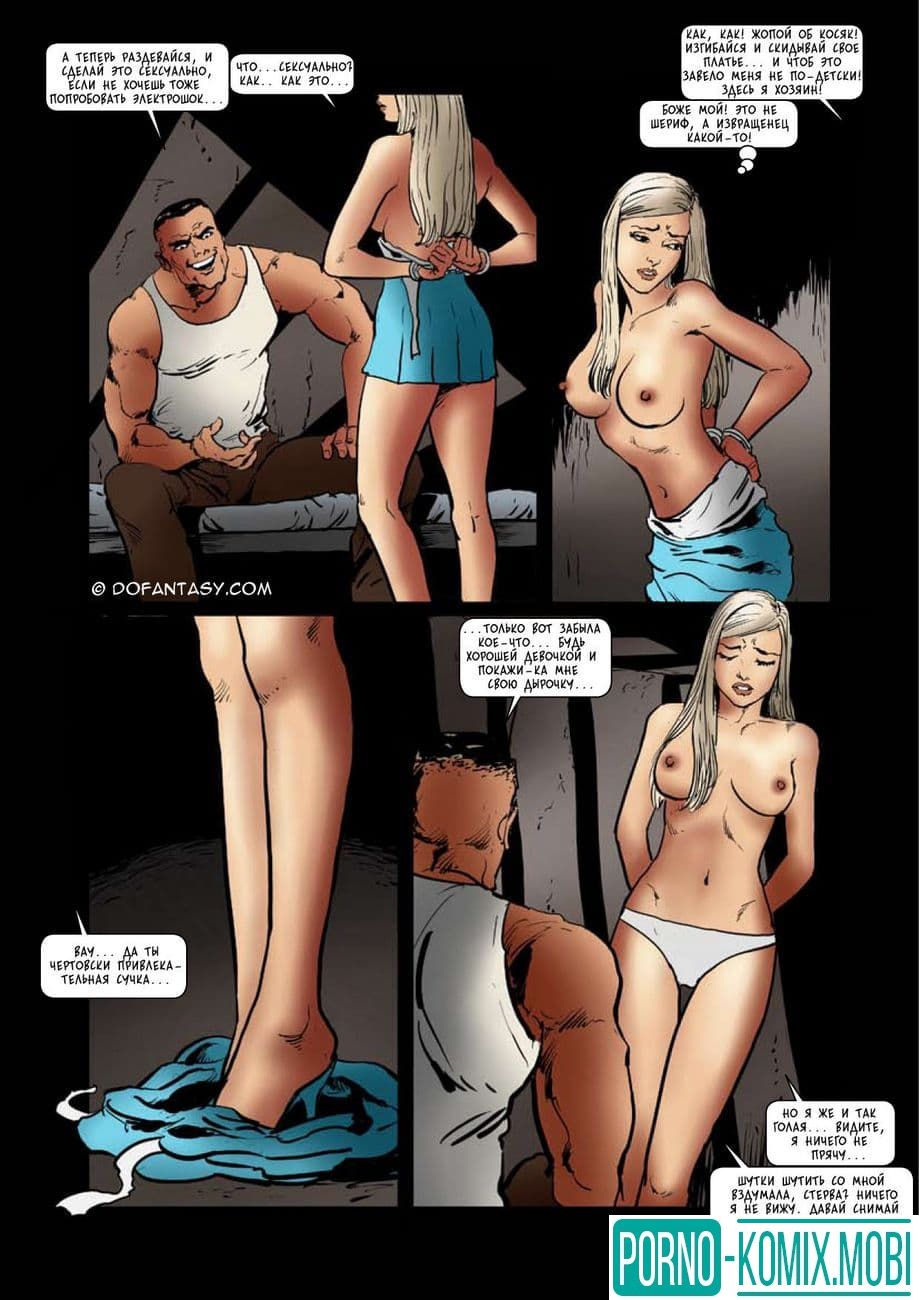 А ТЕПЕРЬ РАЗДЕВАЙСЯ, И
СДЕЛАЙ ЭТО СЕКСУАЛЬНО,
ЕСЛИ НЕ ХОЧЕШЬ ТОЖЕ
ПОПРОБОВАТЬ ЭЛЕКТРОШОК...
ЧТО...СЕКСУАЛЬНО?
КАК.. КАК ЭТО...
КАК, КАК! ЖОПОЙ ОБ КОСЯК!
ИЗГИБАЙСЯ И СКИДЫВАЙ СВОЕ
ПЛАТЬЕ... И ЧТОБ ЭТО
ЗАВЕЛО МЕНЯ НЕ ПО-ДЕТСКИ!
ЗДЕСЬ Я ХОЗЯИН!
БОЖЕ МОЙ! ЭТО НЕ
ШЕРИФ, А ИЗВРАЩЕНЕЦ
КАКОЙ-ТО!
© DOFANTASY.COM
ВАУ... ДА ТЫ
ЧЕРТОВСКИ ПРИВЛЕКА-
ТЕЛЬНАЯ СУЧКА...
...ТОЛЬКО ВОТ ЗАБЫЛА
КОЕ-ЧТО... БУДЬ
ХОРОШЕЙ ДЕВОЧКОЙ И
ПОКАЖИ-КА МНЕ
СВОЮ ДЫРОЧКУ...
НО Я ЖЕ И ТАК
ГОЛАЯ... ВИДИТЕ,
Я НИЧЕГО НЕ
ПРЯЧУ...
ШУТКИ ШУТИТЬ СО МНОЙ
ВЗДУМАЛА, СТЕРВА? НИЧЕГО
Я НЕ ВИЖУ. ДАВАЙ СНИМАЙ
PORNO-KOMIX.MOBI